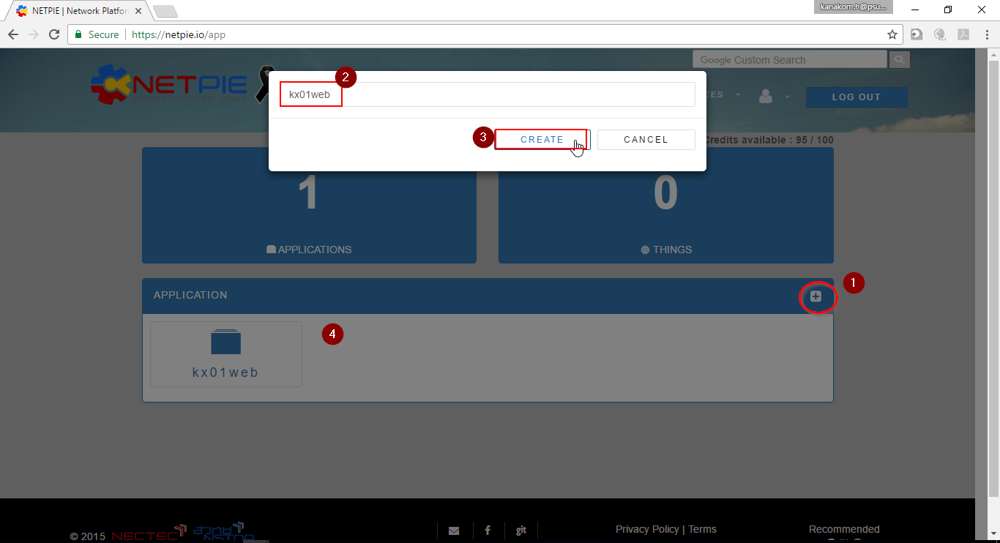 NETPIE | Network Platfor
kanakorn.h@psu...
Secure
https://netpie.io/app
Google Custom Search
NETPIE
2
kx01web
CES
LOG OUT
3
CREATE
CANCEL
Credits available : 95 / 100
1
0
APPLICATIONS
THINGS
1
APPLICATION
4
kx01web
© 2015
NECTEC
NSTDA
f
git
Privacy Policy | Terms
Recommended